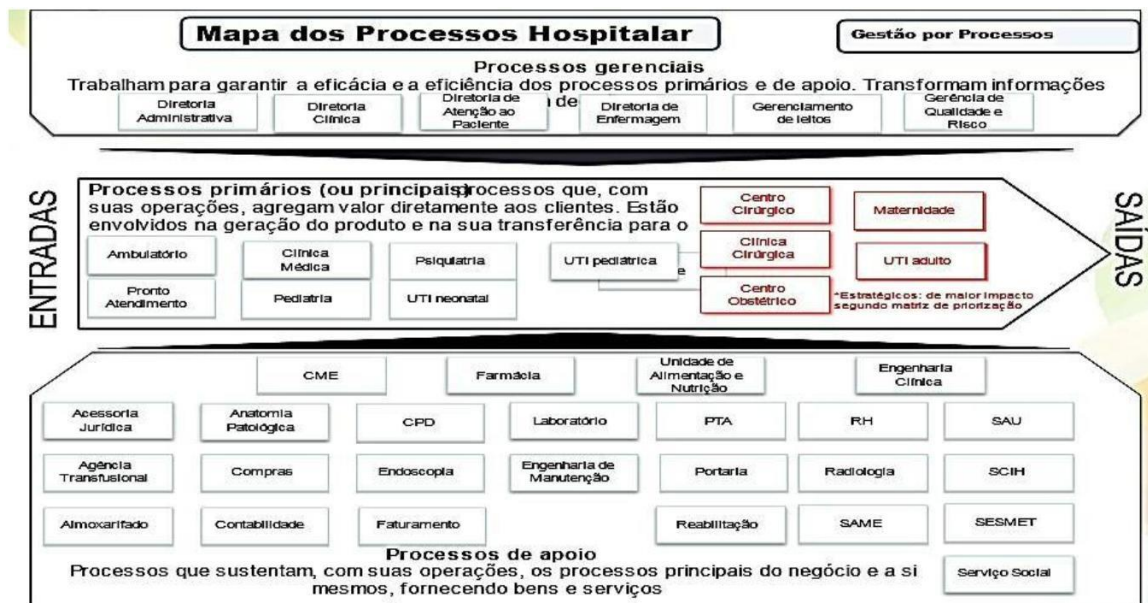 Mapa dos Processos Hospitalar
Gestão por Processos
Processos gerenciais
Trabalham para garantir a eficácia e a eficiência dos processos primários e de apoio. Transformam informações
de
Diretoria
Administrativa
Diretoria
Clínica
Diretoria de
Atenção ao
Paciente
Diretoria de
Enfermagem
Gerenciamento
de leitos
Gerência de
Qualidade e
Risco
ENTRADAS
Processos primários (ou principais) processos que, com
suas operações, agregam valor diretamente aos clientes. Estão
envolvidos na geração do produto e na sua transferência para o
e
Ambulatório
Clínica
Médica
Psiquiatria
UTI pediátrica
Pronto
Atendimento
Pediatria
UTI neonatal
Centro
Cirúrgico
Maternidade
Clínica
Cirúrgica
UTI adulto
Centro
Obstétrico
*Estratégicos: de maior impacto
segundo matriz de priorização
SAÍDAS
CME
Farmácia
Unidade de
Alimentação e
Nutrição
Engenharia
Clínica
Acessoria
Jurídica
Anatomia
Patológica
CPD
Laboratório
PTA
RH
SAU
Agência
Transfusional
Compras
Endoscopia
Engenharia de
Manutenção
Portaria
Radiologia
SCIH
Almoxarifado
Contabilidade
Faturamento
Reabilitação
SAME
SESMET
Processos de apoio
Processos que sustentam, com suas operações, os processos principais do negócio e a si
mesmos, fornecendo bens e serviços
Serviço Social